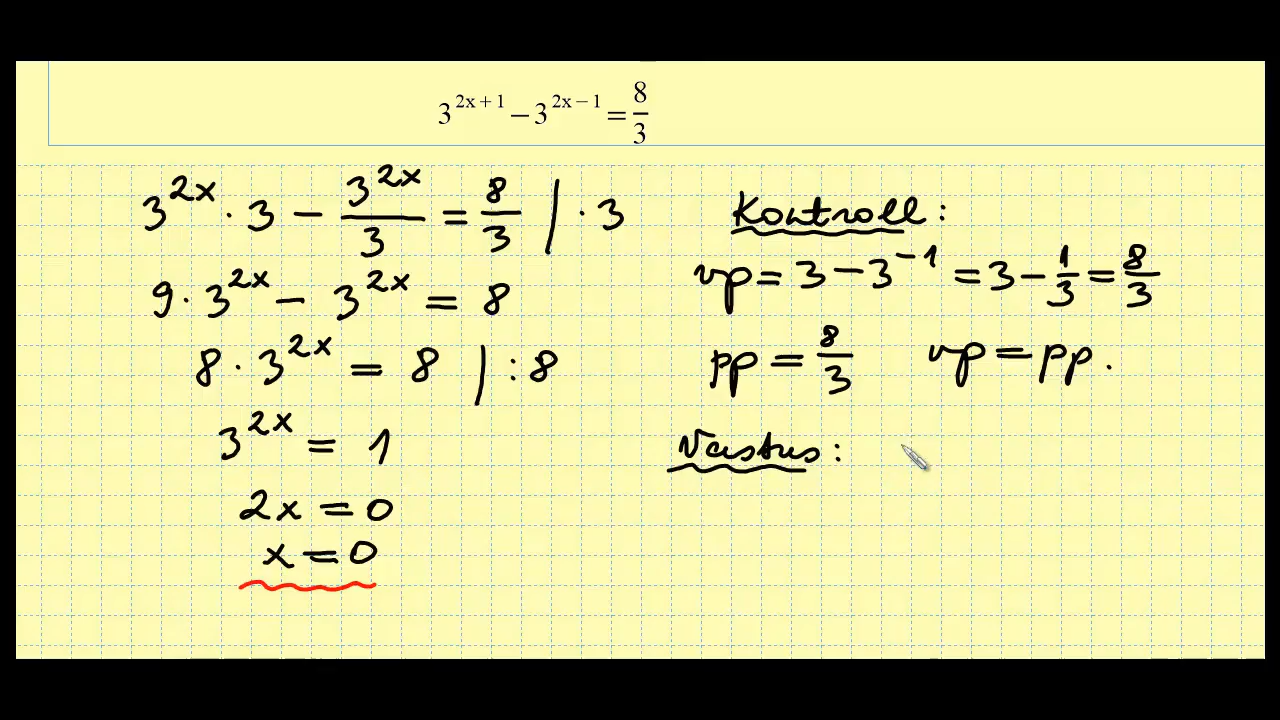 3^(2x+1) − 3^(2x−1) = 8/3
3^(2x) · 3 − 3^(2x)/3 = 8/3 | · 3
9 · 3^(2x) − 3^(2x) = 8
8 · 3^(2x) = 8 | : 8
3^(2x) = 1
2x = 0
x = 0
Kontroll:
vp = 3 − 3^(−1) = 3 − 1/3 = 8/3
pp = 8/3 vp = pp.
Vastus: